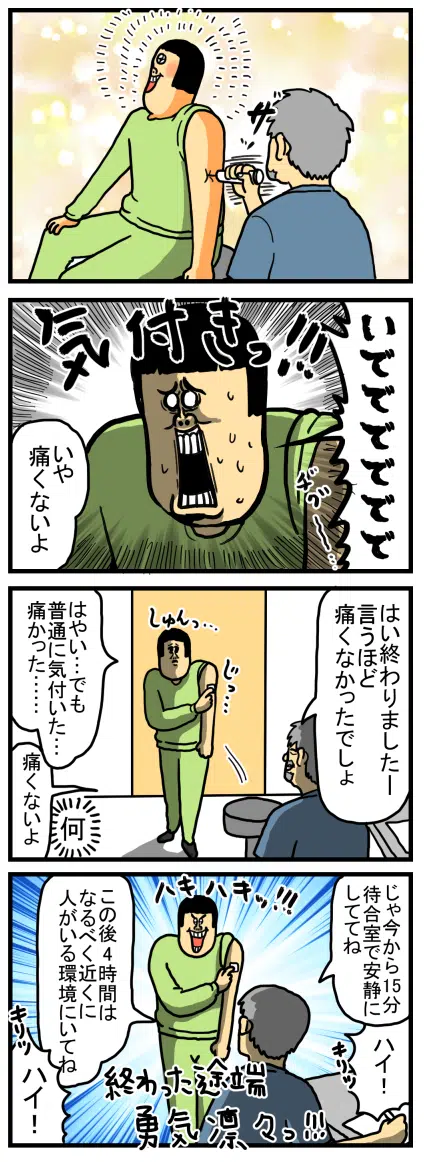 ザッ
気付きっ!!!
いでででででで
ズブブ〜…
いや
痛くないよ
はい終わりましたー
言うほど
痛くなかったでしょ
しゅんっ…
じっ…
はやい…でも
普通に気付いた…
痛かった……
痛くないよ
何
じゃ今から15分
待合室で安静に
しててね
ハイ!
キリッ
ハキハキッ!!!
この後4時間は
なるべく近くに
人がいる環境にいてね
ハイ!
キリッ
終わった途端
勇気凛々っ!!!